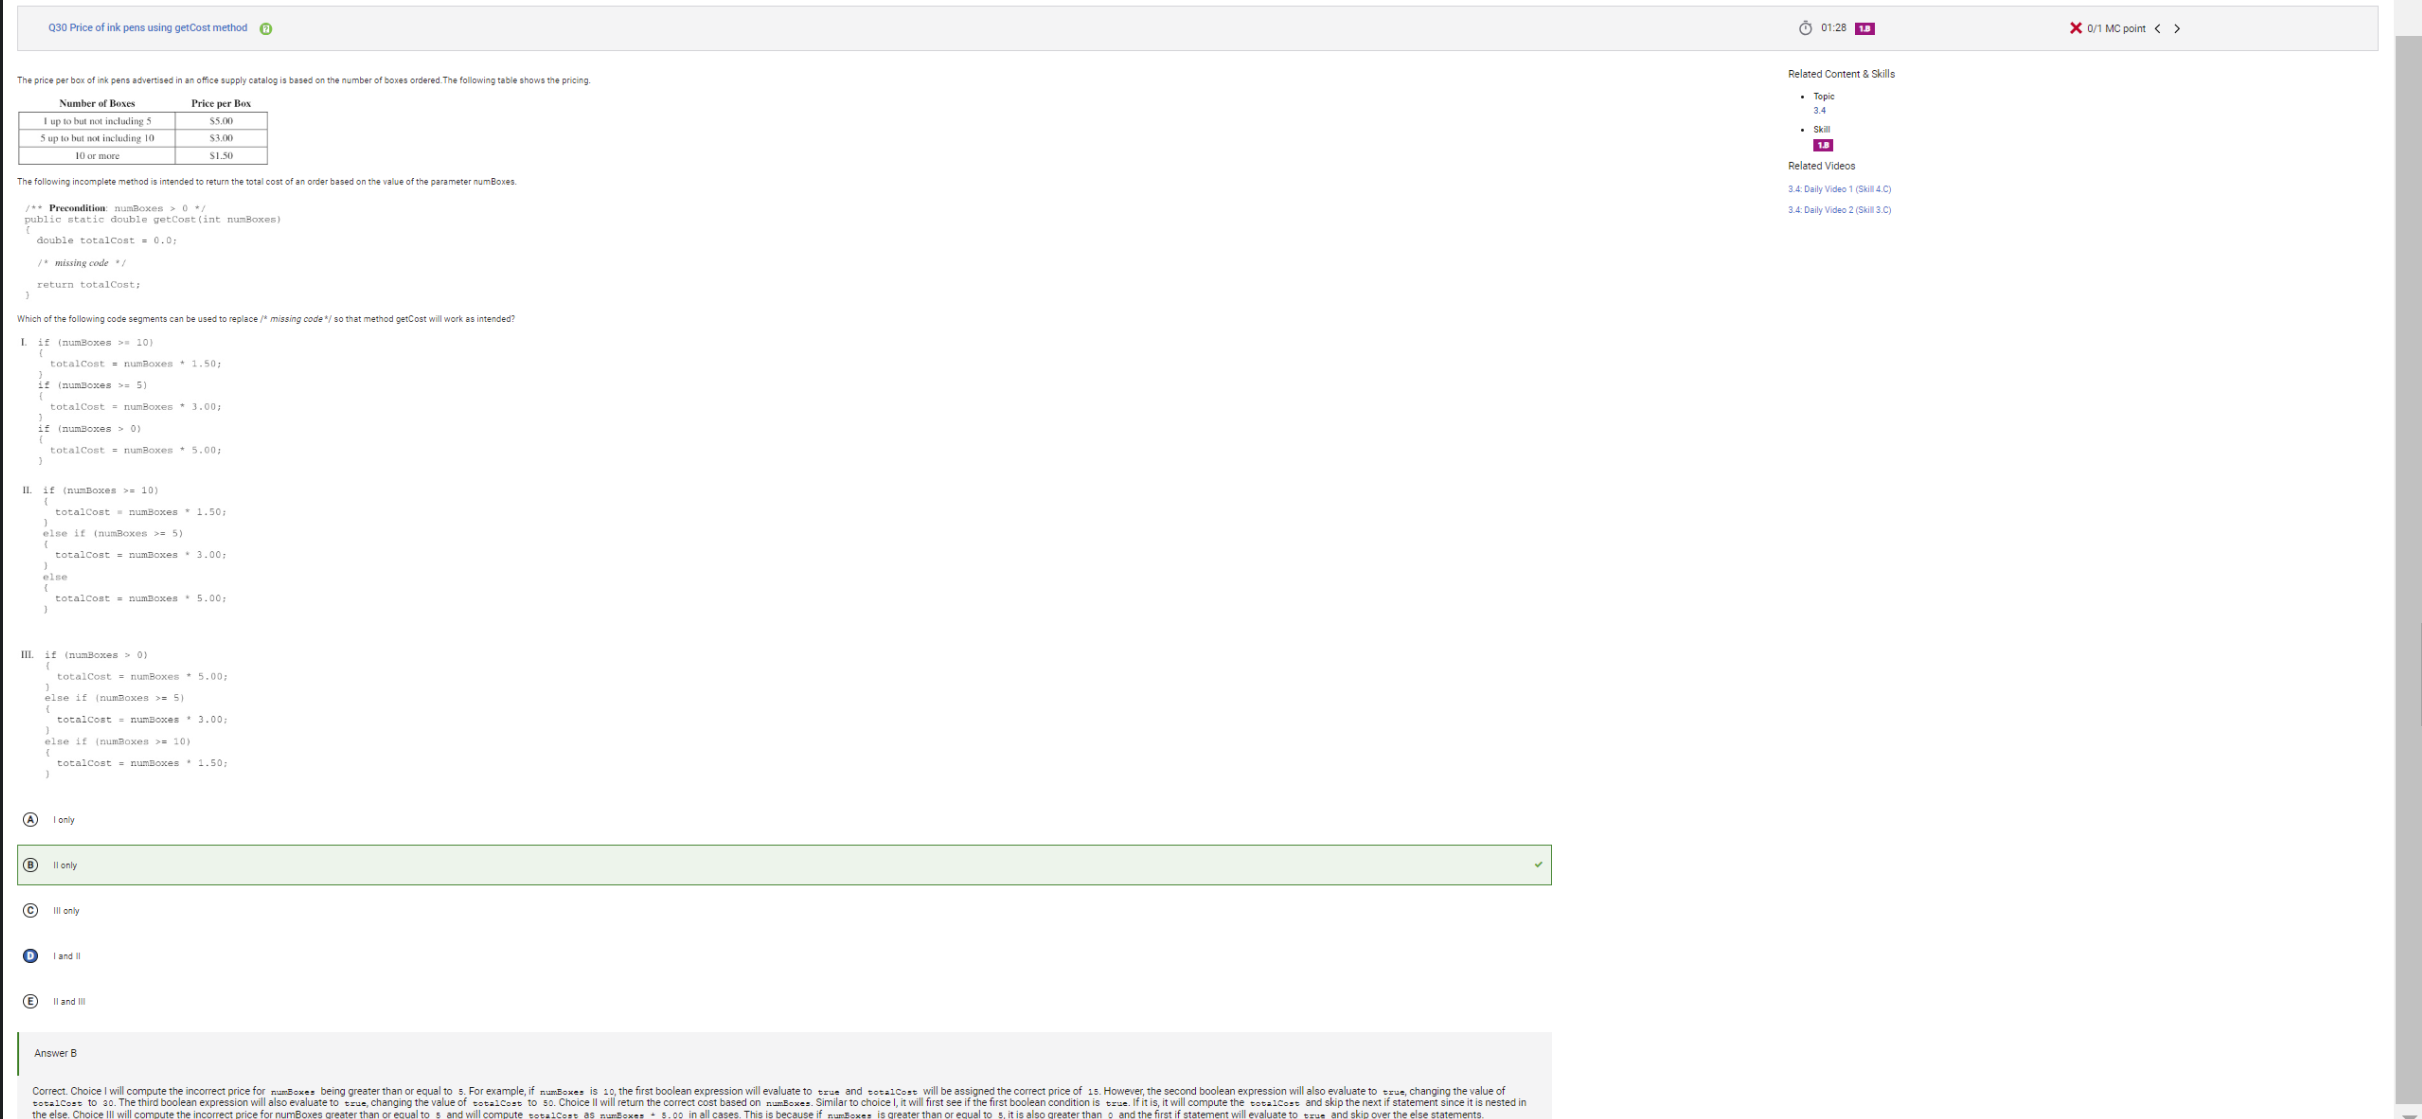 Q30 Price of ink pens using getCost method
01:28 1.B
0/1 MC point
The price per box of ink pens advertised in an office supply catalog is based on the number of boxes ordered.The following table shows the pricing.
Number of Boxes Price per Box
1 up to but not including 5 $5.00
5 up to but not including 10 $3.00
10 or more $1.50
The following incomplete method is intended to return the total cost of an order based on the value of the parameter numBoxes.
/** Precondition: numBoxes > 0 */
public static double getCost(int numBoxes)
{
double totalCost = 0.0;
/* missing code */
return totalCost;
}
Which of the following code segments can be used to replace /* missing code */ so that method getCost will work as intended?
I. if (numBoxes >= 10)
{
totalCost = numBoxes * 1.50;
}
if (numBoxes >= 5)
{
totalCost = numBoxes * 3.00;
}
if (numBoxes > 0)
{
totalCost = numBoxes * 5.00;
}
II. if (numBoxes >= 10)
{
totalCost = numBoxes * 1.50;
}
else if (numBoxes >= 5)
{
totalCost = numBoxes * 3.00;
}
else
{
totalCost = numBoxes * 5.00;
}
III. if (numBoxes > 0)
{
totalCost = numBoxes * 5.00;
}
else if (numBoxes >= 5)
{
totalCost = numBoxes * 3.00;
}
else if (numBoxes >= 10)
{
totalCost = numBoxes * 1.50;
}
A I only
B II only
C III only
D I and II
E II and III
Answer B
Correct. Choice I will compute the incorrect price for numBoxes being greater than or equal to 5. For example, if numBoxes is 10, the first boolean expression will evaluate to true and totalCost will be assigned the correct price of 15. However, the second boolean expression will also evaluate to true, changing the value of
totalCost to 30. The third boolean expression will also evaluate to true, changing the value of totalCost to 50. Choice II will return the correct cost based on numBoxes. Similar to choice I, it will first see if the first boolean condition is true. If it is, it will compute the totalCost and skip the next if statement since it is nested in
the else. Choice III will compute the incorrect price for numBoxes greater than or equal to 5 and will compute totalCost as numBoxes * 5.00 in all cases. This is because if numBoxes is greater than or equal to 5, it is also greater than 0 and the first if statement will evaluate to true and skip over the else statements.
Related Content & Skills
• Topic
3.4
• Skill
1.B
Related Videos
3.4: Daily Video 1 (Skill 4.C)
3.4: Daily Video 2 (Skill 3.C)